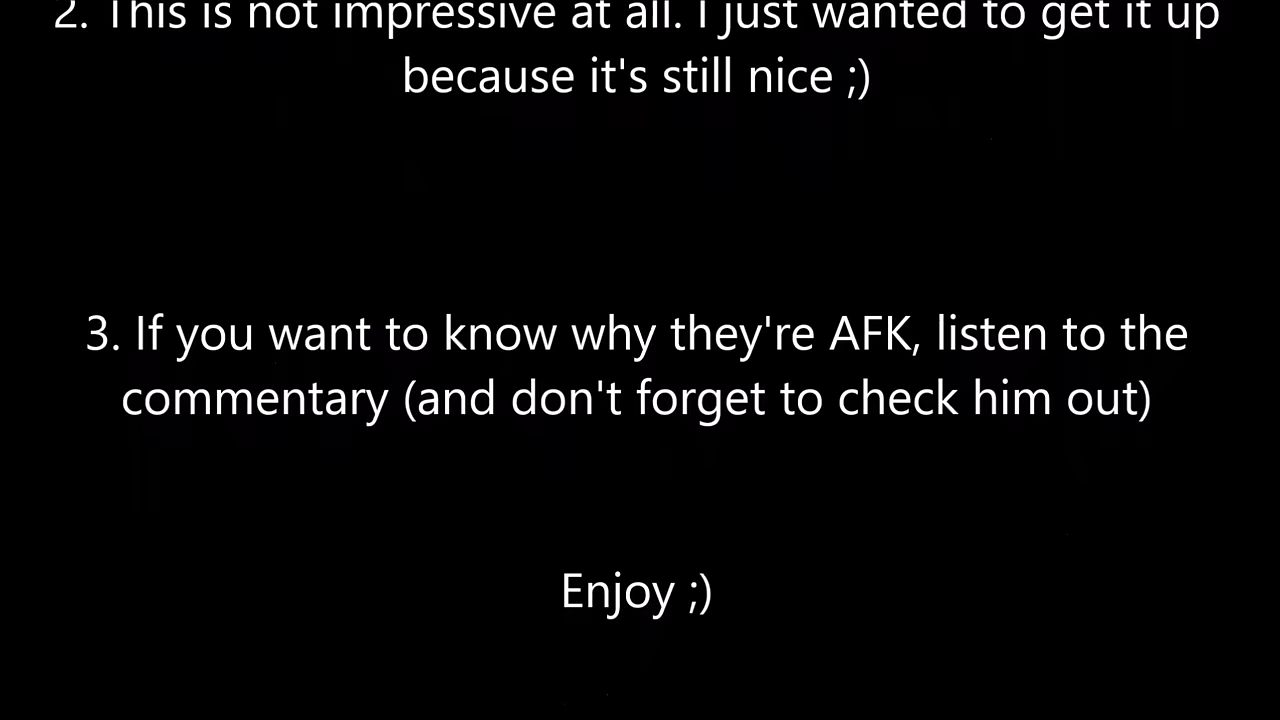 2. This is not impressive at all. I just wanted to get it up
because it's still nice ;)
3. If you want to know why they're AFK, listen to the
commentary (and don't forget to check him out)
Enjoy ;)